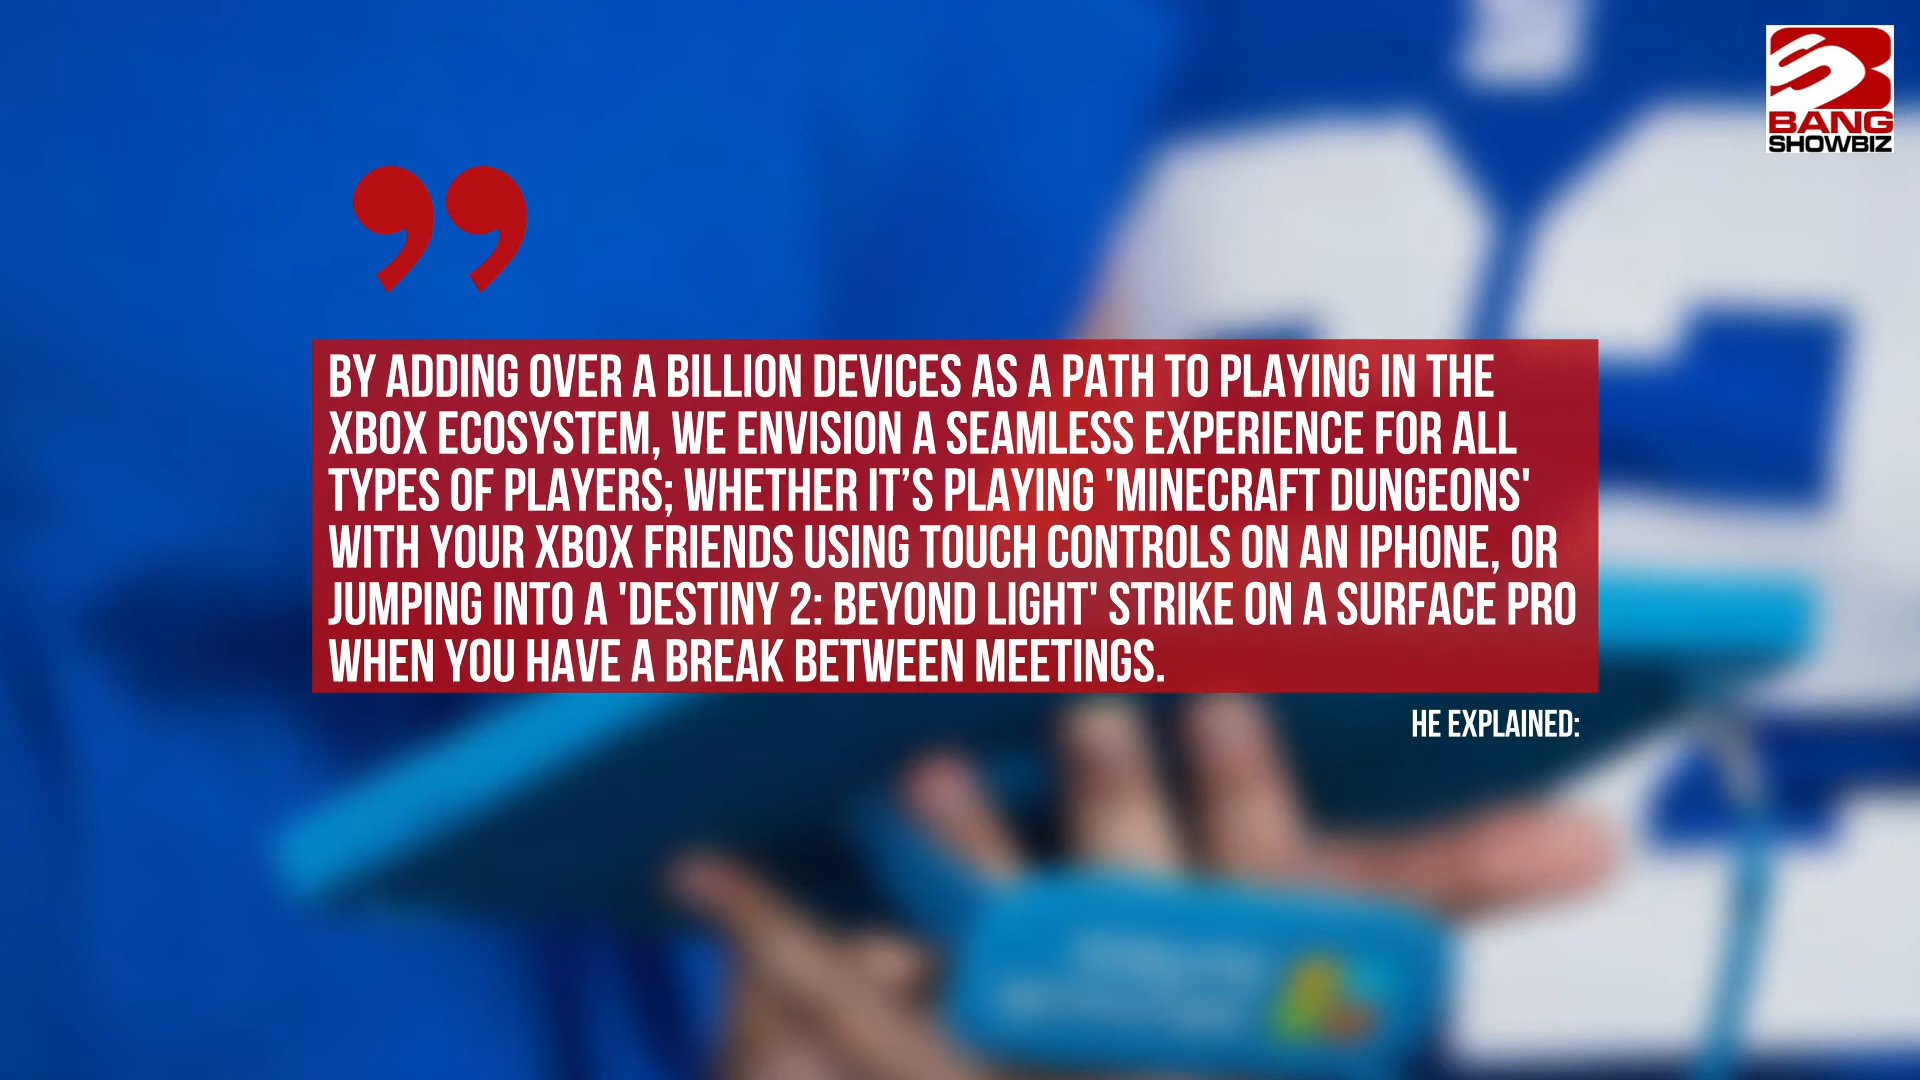 BANG
SHOWBIZ
”
BY ADDING OVER A BILLION DEVICES AS A PATH TO PLAYING IN THE
XBOX ECOSYSTEM, WE ENVISION A SEAMLESS EXPERIENCE FOR ALL
TYPES OF PLAYERS; WHETHER IT’S PLAYING 'MINECRAFT DUNGEONS'
WITH YOUR XBOX FRIENDS USING TOUCH CONTROLS ON AN IPHONE, OR
JUMPING INTO A 'DESTINY 2: BEYOND LIGHT' STRIKE ON A SURFACE PRO
WHEN YOU HAVE A BREAK BETWEEN MEETINGS.
HE EXPLAINED: